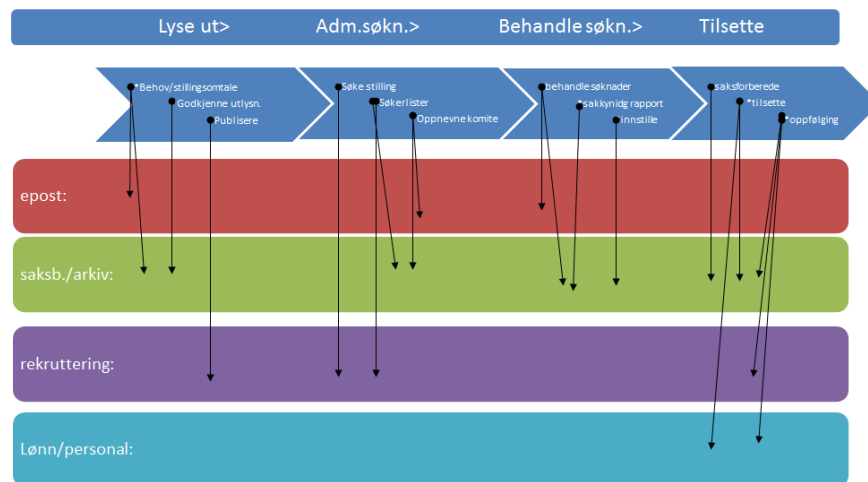 Lyse ut>
Adm.søkn.>
Behandle søkn.>
Tilsette
*Behov/stillingsomtale
Godkjenne utlysn.
Publisere
Søke stilling
Søkerlister
Oppnevne komite
behandle søknader
*sakkynidg rapport
innstille
saksforberede
*tilsette
*oppfølging
epost:
saksb./arkiv:
rekruttering:
Lønn/personal: